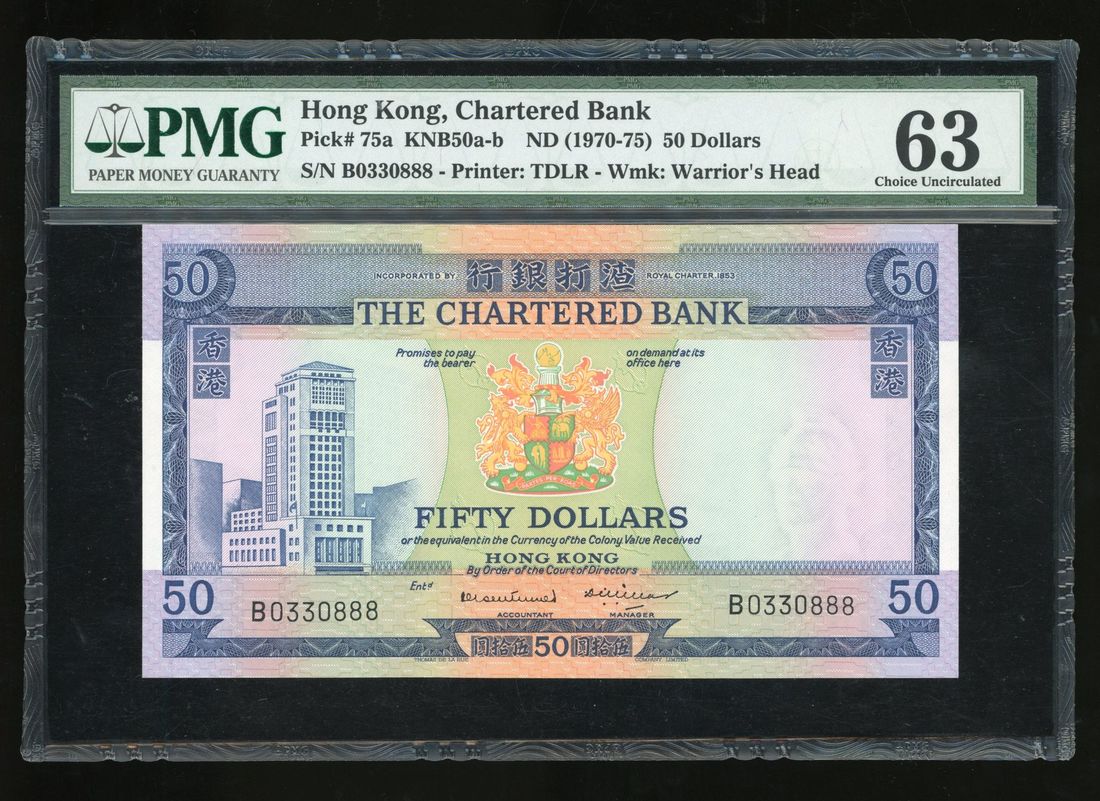 PMG
PAPER MONEY GUARANTY
Hong Kong, Chartered Bank
Pick# 75a KNB50a-b ND (1970-75) 50 Dollars
S/N B0330888 - Printer: TDLR - Wmk: Warrior's Head
63
Choice Uncirculated
50 INCORPORATED BY 行銀打渣 ROYAL CHARTER 1853 50
THE CHARTERED BANK
香港
香港
Promises to pay the bearer
on demand at its office here
FIFTY DOLLARS
or the equivalent in the Currency of the Colony, Value Received
HONG KONG
By Order of the Court of Directors
50 Entd 50
B0330888 B0330888
ACCOUNTANT MANAGER
圓拾伍 50 圓拾伍
THOMAS DE LA RUE COMPANY LIMITED